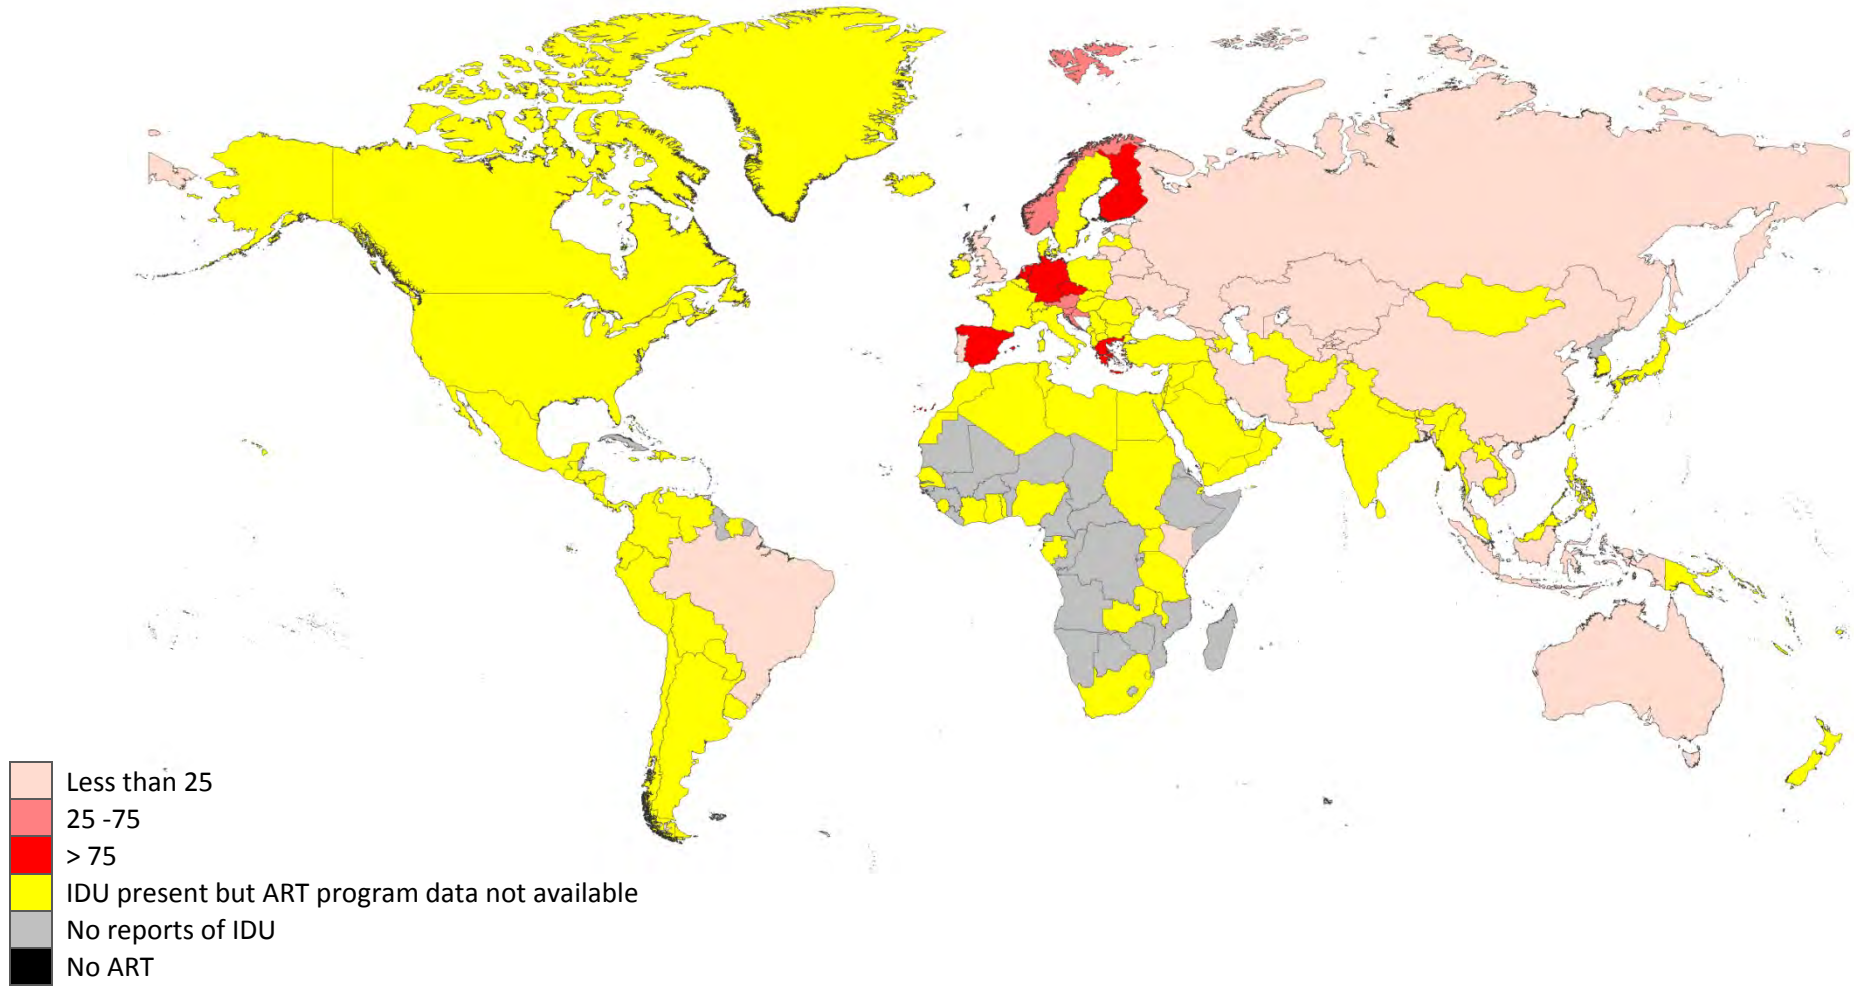 Less than 25
25 -75
> 75
IDU present but ART program data not available
No reports of IDU
No ART